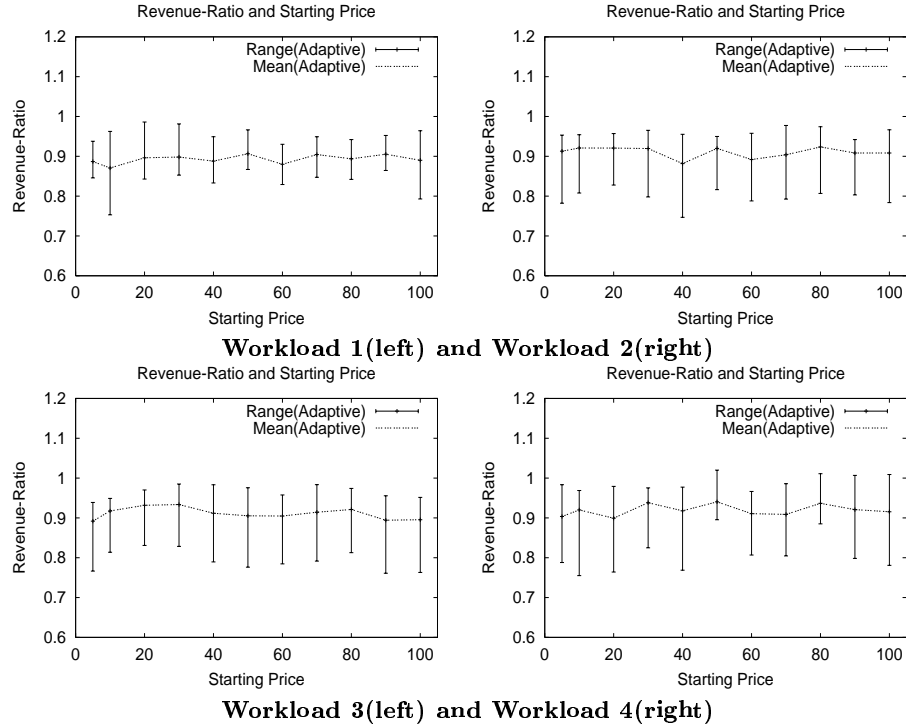 Revenue-Ratio and Starting Price
Revenue-Ratio
1.2
1.1
1
0.9
0.8
0.7
0.6
Range(Adaptive)
Mean(Adaptive)
0 20 40 60 80 100
Starting Price
Revenue-Ratio and Starting Price
Revenue-Ratio
1.2
1.1
1
0.9
0.8
0.7
0.6
Range(Adaptive)
Mean(Adaptive)
0 20 40 60 80 100
Starting Price
Workload 1(left) and Workload 2(right)
Revenue-Ratio and Starting Price
Revenue-Ratio
1.2
1.1
1
0.9
0.8
0.7
0.6
Range(Adaptive)
Mean(Adaptive)
0 20 40 60 80 100
Starting Price
Revenue-Ratio and Starting Price
Revenue-Ratio
1.2
1.1
1
0.9
0.8
0.7
0.6
Range(Adaptive)
Mean(Adaptive)
0 20 40 60 80 100
Starting Price
Workload 3(left) and Workload 4(right)